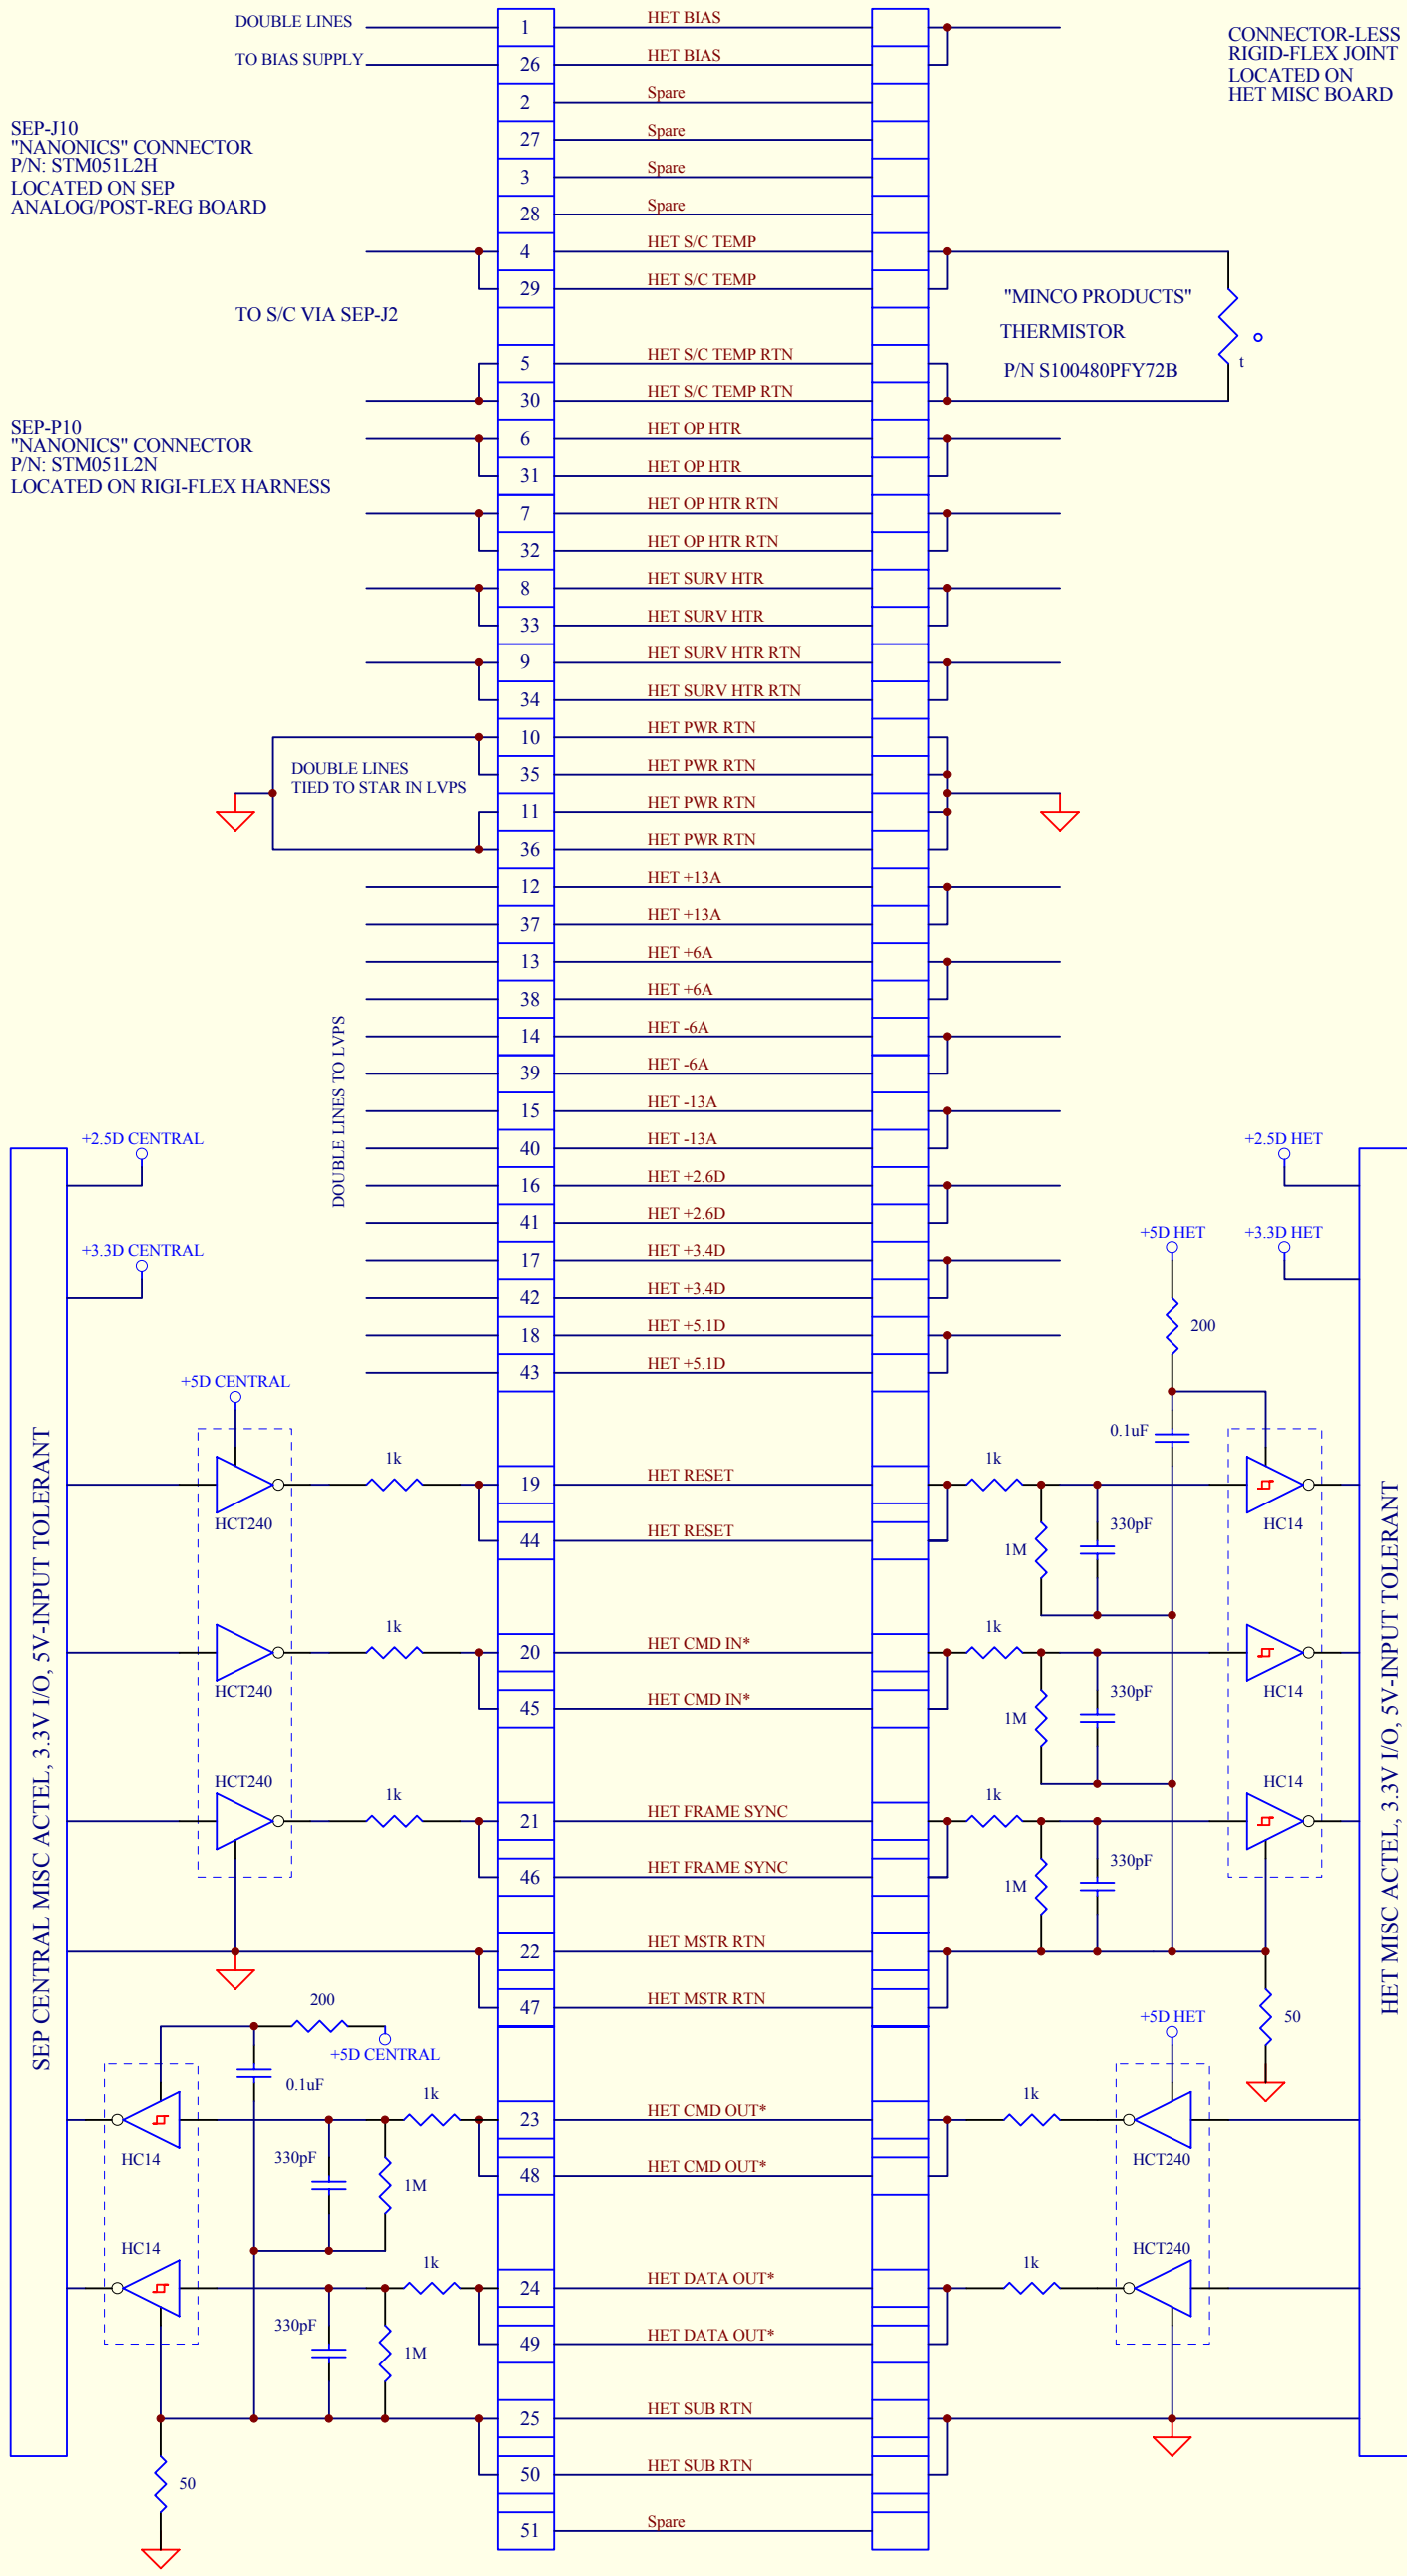 DOUBLE LINES
TO BIAS SUPPLY
CONNECTOR-LESS
RIGID-FLEX JOINT
LOCATED ON
HET MISC BOARD
SEP-J10
"NANONICS" CONNECTOR
P/N: STM051L2H
LOCATED ON SEP
ANALOG/POST-REG BOARD
TO S/C VIA SEP-J2
SEP-P10
"NANONICS" CONNECTOR
P/N: STM051L2N
LOCATED ON RIGI-FLEX HARNESS
"MINCO PRODUCTS"
THERMISTOR
P/N S100480PFY72B
t
1 HET BIAS
26 HET BIAS
2 Spare
27 Spare
3 Spare
28 Spare
4 HET S/C TEMP
29 HET S/C TEMP
5 HET S/C TEMP RTN
30 HET S/C TEMP RTN
6 HET OP HTR
31 HET OP HTR
7 HET OP HTR RTN
32 HET OP HTR RTN
8 HET SURV HTR
33 HET SURV HTR
9 HET SURV HTR RTN
34 HET SURV HTR RTN
10 HET PWR RTN
35 HET PWR RTN
11 HET PWR RTN
36 HET PWR RTN
DOUBLE LINES
TIED TO STAR IN LVPS
12 HET +13A
37 HET +13A
13 HET +6A
38 HET +6A
14 HET -6A
39 HET -6A
15 HET -13A
40 HET -13A
16 HET +2.6D
41 HET +2.6D
17 HET +3.4D
42 HET +3.4D
18 HET +5.1D
43 HET +5.1D
DOUBLE LINES TO LVPS
+2.5D CENTRAL
+3.3D CENTRAL
+5D CENTRAL
SEP CENTRAL MISC ACTEL, 3.3V I/O, 5V-INPUT TOLERANT
+2.5D HET
+5D HET
+3.3D HET
200
0.1uF
HET MISC ACTEL, 3.3V I/O, 5V-INPUT TOLERANT
HCT240
1k
19 HET RESET
44 HET RESET
1k
1M
330pF
HC14
HCT240
1k
20 HET CMD IN*
45 HET CMD IN*
1k
1M
330pF
HC14
HCT240
1k
21 HET FRAME SYNC
46 HET FRAME SYNC
1k
1M
330pF
HC14
22 HET MSTR RTN
47 HET MSTR RTN
50
200
+5D CENTRAL
0.1uF
+5D HET
HC14
330pF
1M
1k
23 HET CMD OUT*
48 HET CMD OUT*
1k
HCT240
HC14
330pF
1M
1k
24 HET DATA OUT*
49 HET DATA OUT*
1k
HCT240
25 HET SUB RTN
50 HET SUB RTN
50
51 Spare